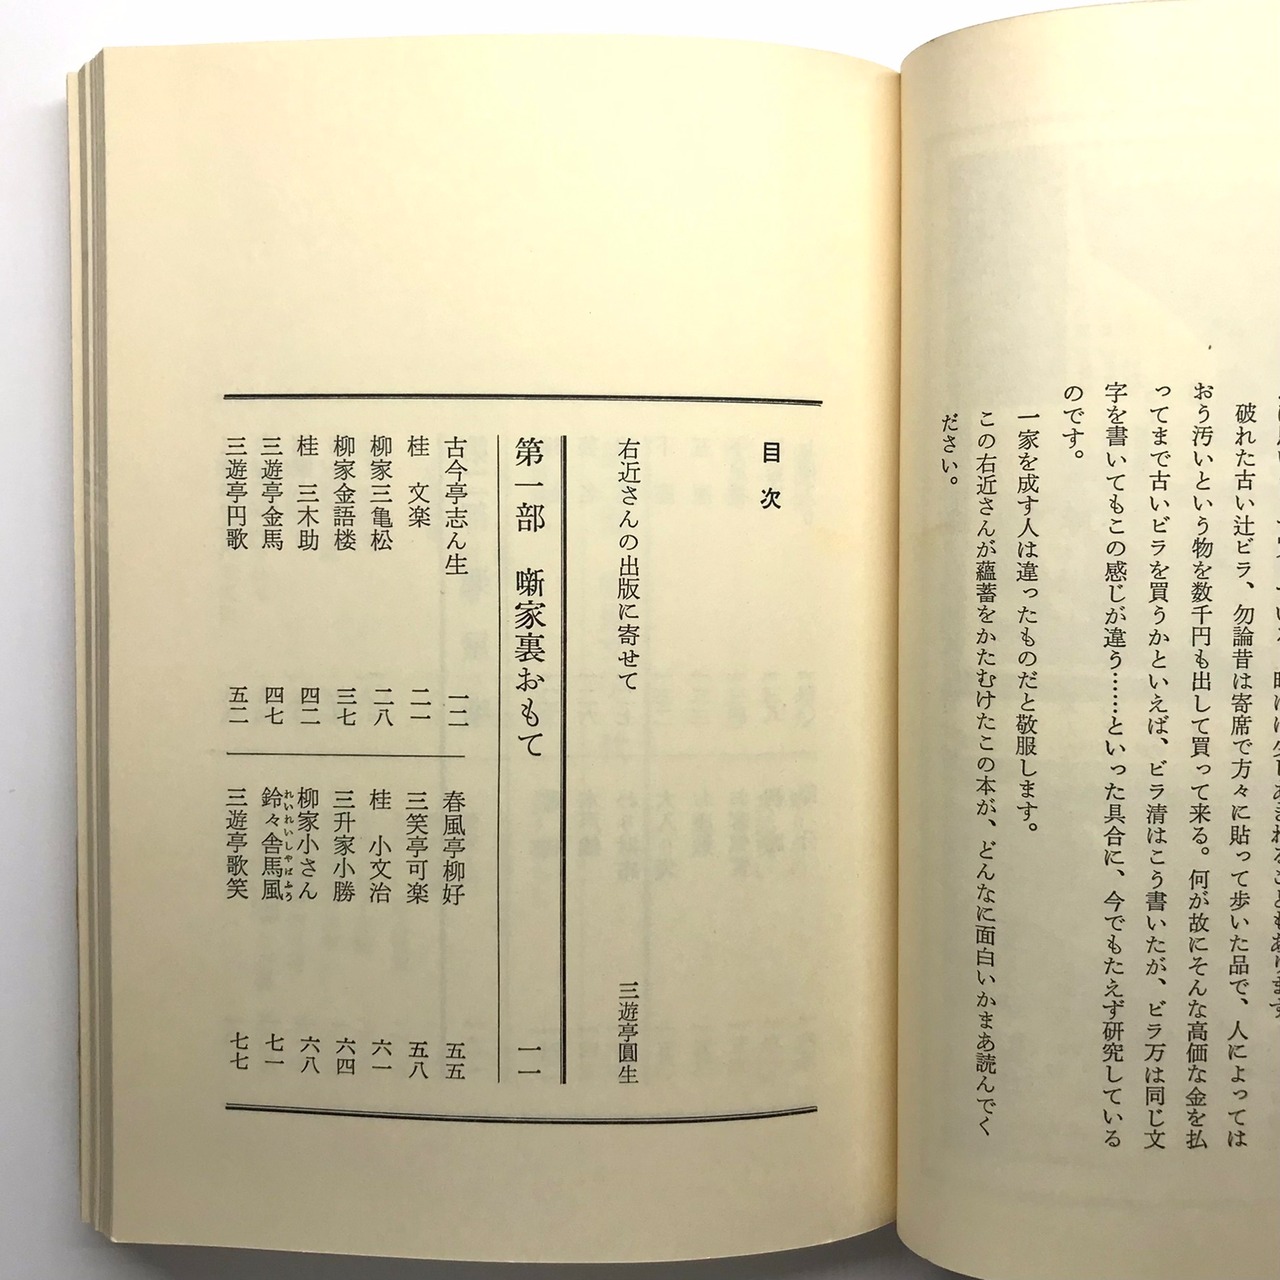 破れた古い辻ビラ、勿論昔は寄席で方々に貼って歩いた品で、人によっては
おう汚いという物を数千円も出して買って来る。何が故にそんな高価な金を払
ってまで古いビラを買うかといえば、ビラ清はこう書いたが、ビラ万は同じ文
字を書いてもこの感じが違う……といった具合に、今でもたえず研究している
のです。
一家を成す人は違ったものだと敬服します。
この右近さんが蘊蓄をかたむけたこの本が、どんなに面白いかまあ読んでく
ださい。
目次
右近さんの出版に寄せて 三遊亭圓生
第一部 噺家裏おもて 一一
古今亭志ん生 一二
桂 文楽 二一
柳家三亀松 二八
柳家金語楼 三七
桂 三木助 四二
三遊亭金馬 四七
三遊亭円歌 五二
春風亭柳好 五五
三笑亭可楽 五八
桂 小文治 六一
三升家小勝 六四
柳家小さん 六八
鈴々舎馬風 七一
れいれいしゃばふう
三遊亭歌笑 七七